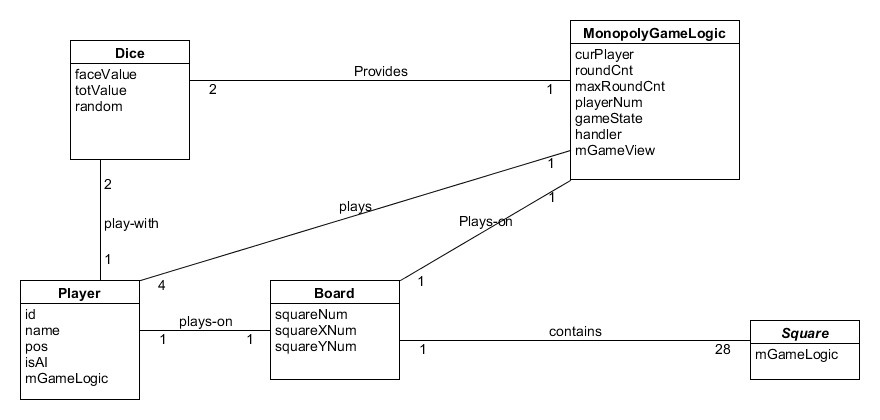 MonopolyGameLogic
curPlayer
roundCnt
maxRoundCnt
playerNum
gameState
handler
mGameView
Dice
faceValue
totValue
random
Provides
2
1
2
play-with
1
plays
1
4
Plays-on
1
1
Player
id
name
pos
isAI
mGameLogic
plays-on
1
1
Board
squareNum
squareXNum
squareYNum
contains
1
28
Square
mGameLogic